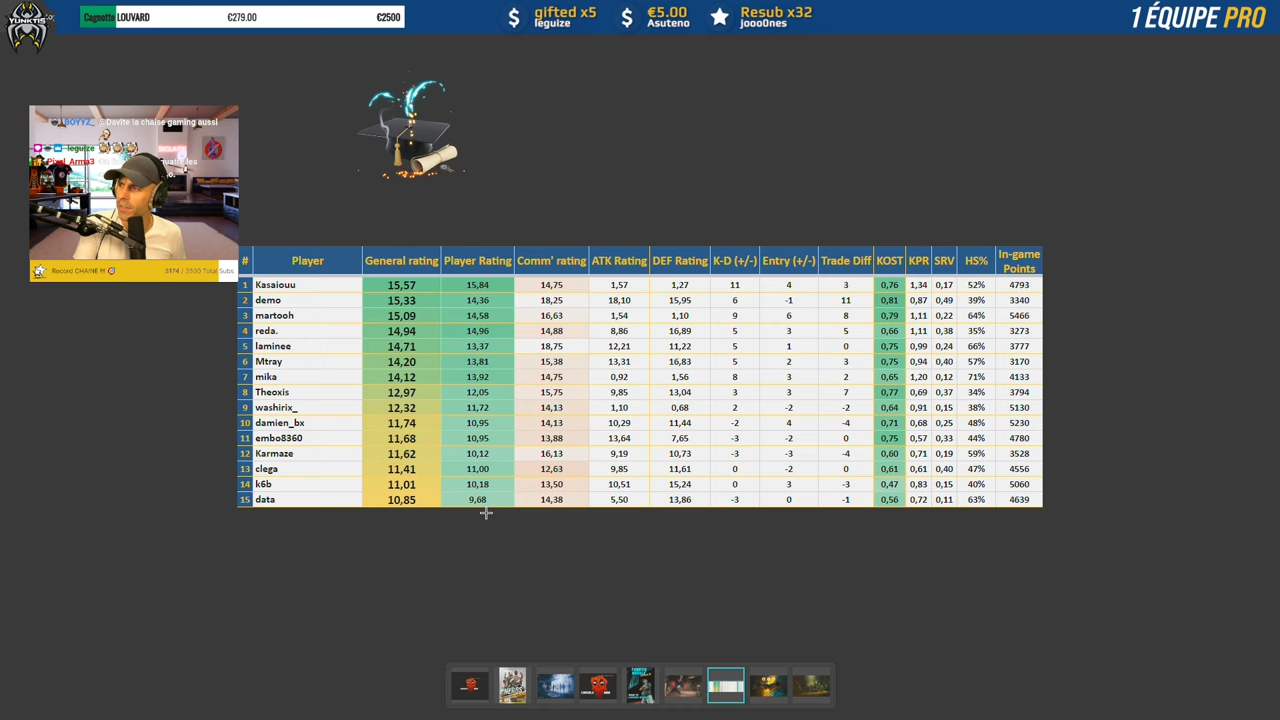 YUNKTIS
Cagnotte LOUVARD €279.00 €2500
gifted x5
leguize
€5.00
Asuteno
Resub x32
jooo0nes
1 ÉQUIPE PRO
BOYYZ_ @Davite la chaise gaming aussi
leguize
Pixel_Arma3
Record CHAINE !!! 3174 / 3500 Total Subs
# Player General rating Player Rating Comm' rating ATK Rating DEF Rating K-D (+/-) Entry (+/-) Trade Diff KOST KPR SRV HS% In-game Points
1 Kasaiouu 15,57 15,84 14,75 1,57 1,27 11 4 3 0,76 1,34 0,17 52% 4793
2 demo 15,33 14,36 18,25 18,10 15,95 6 -1 11 0,81 0,87 0,49 39% 3340
3 martooh 15,09 14,58 16,63 1,54 1,10 9 6 8 0,79 1,11 0,22 64% 5466
4 reda. 14,94 14,96 14,88 8,86 16,89 5 3 5 0,66 1,11 0,38 35% 3273
5 laminee 14,71 13,37 18,75 12,21 11,22 5 1 0 0,75 0,99 0,24 66% 3777
6 Mtray 14,20 13,81 15,38 13,31 16,83 5 2 3 0,75 0,94 0,40 57% 3170
7 mika 14,12 13,92 14,75 0,92 1,56 8 3 2 0,65 1,20 0,12 71% 4133
8 Theoxis 12,97 12,05 15,75 9,85 13,04 3 3 7 0,77 0,69 0,37 34% 3794
9 washirix_ 12,32 11,72 14,13 1,10 0,68 2 -2 -2 0,64 0,91 0,15 38% 5130
10 damien_bx 11,74 10,95 14,13 10,29 11,44 -2 4 -4 0,71 0,68 0,25 48% 5230
11 embo8360 11,68 10,95 13,88 13,64 7,65 -3 -2 0 0,75 0,57 0,33 44% 4780
12 Karmaze 11,62 10,12 16,13 9,19 10,73 -3 -3 -4 0,60 0,71 0,19 59% 3528
13 clega 11,41 11,00 12,63 9,85 11,61 0 -2 0 0,61 0,61 0,40 47% 4556
14 k6b 11,01 10,18 13,50 10,51 15,24 0 3 -3 0,47 0,83 0,15 40% 5060
15 data 10,85 9,68 14,38 5,50 13,86 -3 0 -1 0,56 0,72 0,11 63% 4639